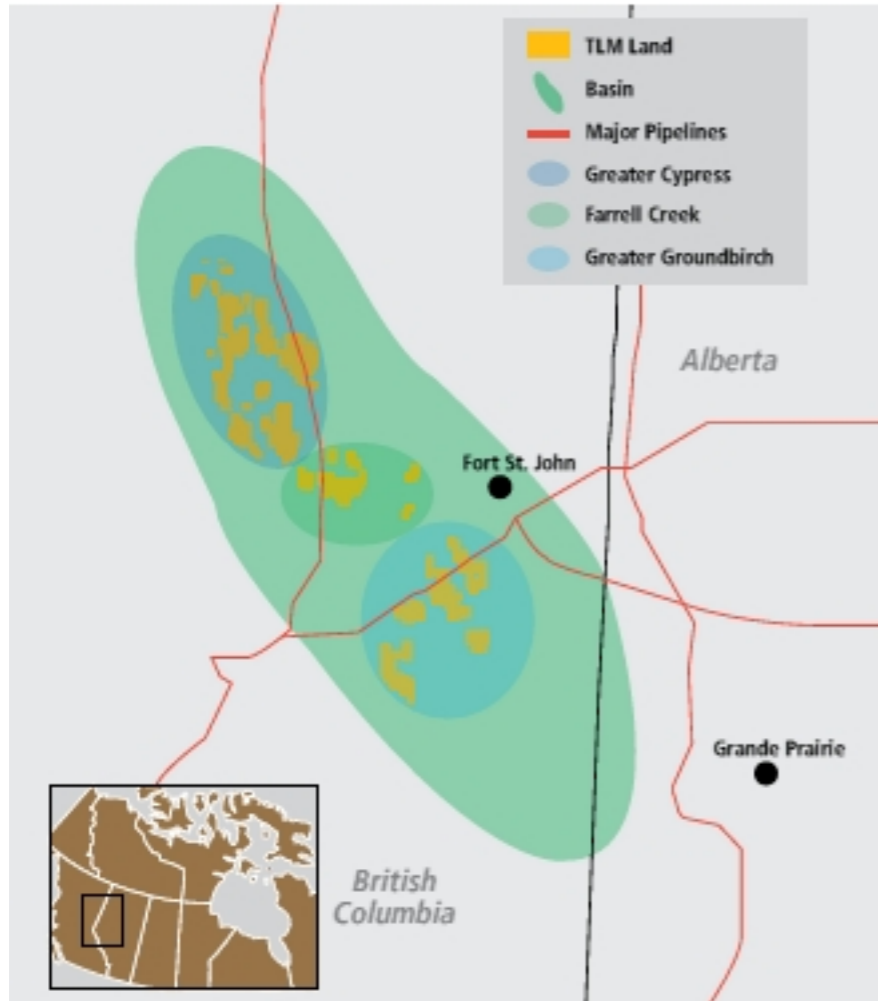 TLM Land
Basin
Major Pipelines
Greater Cypress
Farrell Creek
Greater Groundbirch
Alberta
Fort St. John
Grande Prairie
British
Columbia